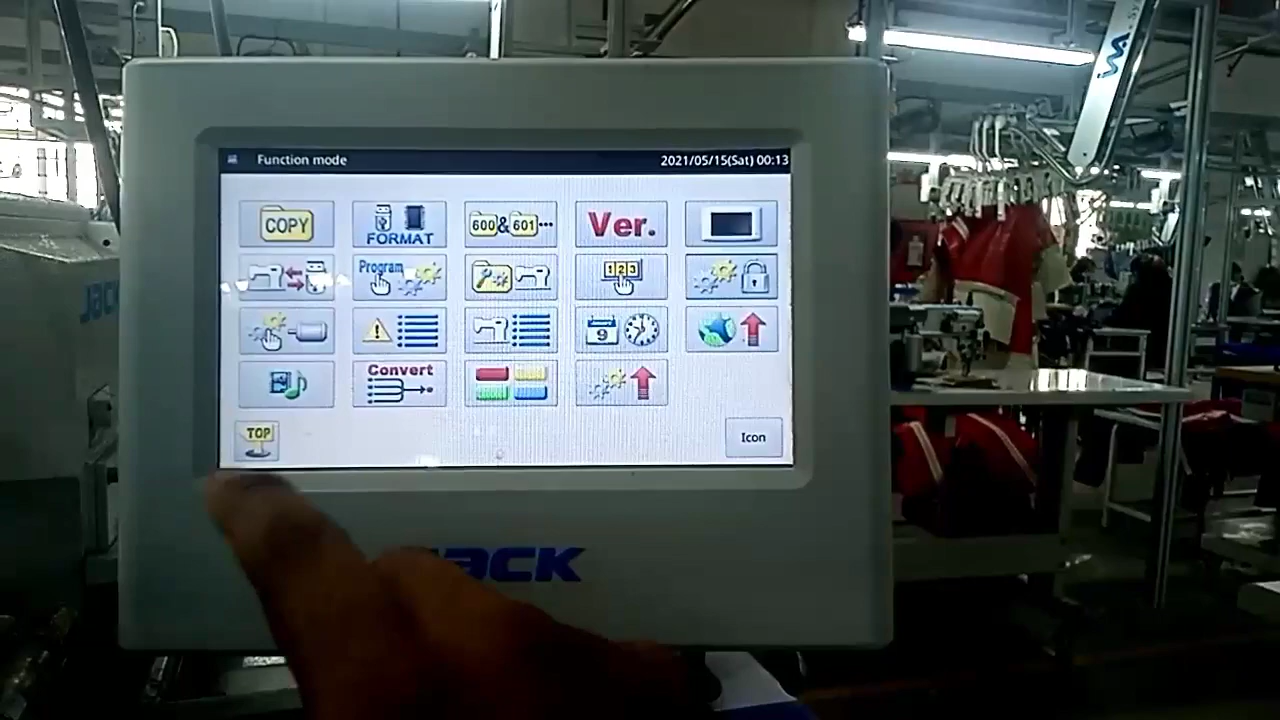 Function mode 2021/05/15(Sat) 00:13
COPY FORMAT 600&601... Ver.
Program 123
9
Convert
TOP Icon
JACK
JACK